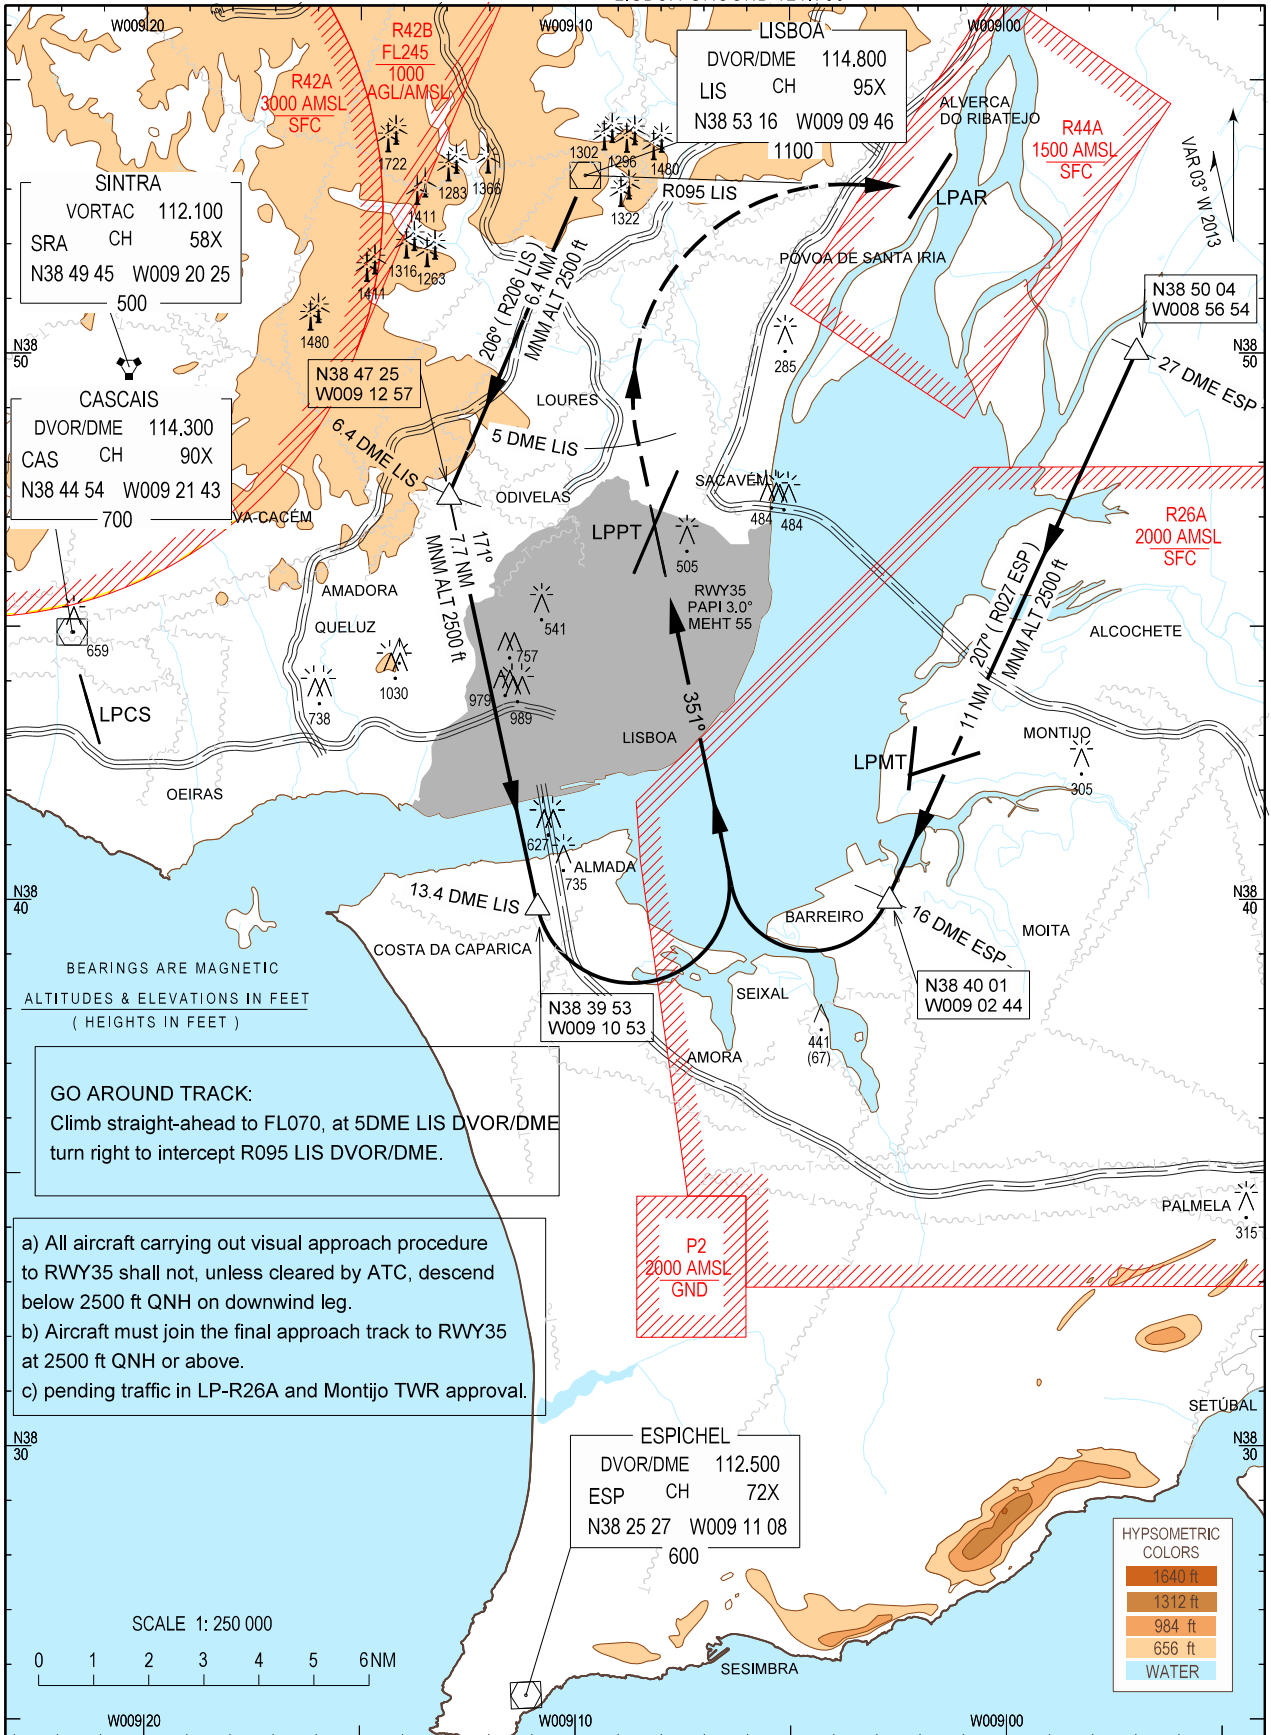 W009 20
W009 10
W009 00
R42B
FL245
1000
AGL/AMSL
R42A
3000 AMSL
SFC
LISBOA
DVOR/DME 114.800
LIS CH 95X
N38 53 16 W009 09 46
1100
ALVERCA
DO RIBATEJO
R44A
1500 AMSL
SFC
VAR 03° W 2013
1722
1283
1366
1411
1302
1296
1480
1322
R095 LIS
LPAR
SINTRA
VORTAC 112.100
SRA CH 58X
N38 49 45 W009 20 25
500
1316
1263
1411
1480
206° ( R206 LIS )
6.4 NM
MNM ALT 2500 ft
PÓVOA DE SANTA IRIA
N38 50 04
W008 56 54
N38
50
285
N38
50
27 DME ESP
N38 47 25
W009 12 57
CASCAIS
DVOR/DME 114.300
CAS CH 90X
N38 44 54 W009 21 43
700
LOURES
6.4 DME LIS
5 DME LIS
ODIVELAS
SACAVÉM
484
484
VA-CACÉM
LPPT
505
R26A
2000 AMSL
SFC
171°
7.7 NM
MNM ALT 2500 ft
AMADORA
QUELUZ
RWY35
PAPI 3.0°
MEHT 55
541
757
659
1030
979
989
738
ALCOCHETE
11 NM
207° ( R027 ESP )
MNM ALT 2500 ft
LPCS
351°
LISBOA
MONTIJO
LPMT
305
OEIRAS
627
735
ALMADA
13.4 DME LIS
N38
40
N38
40
BARREIRO
16 DME ESP
MOITA
COSTA DA CAPARICA
BEARINGS ARE MAGNETIC
ALTITUDES & ELEVATIONS IN FEET
( HEIGHTS IN FEET )
N38 39 53
W009 10 53
SEIXAL
N38 40 01
W009 02 44
441
(67)
AMORA
GO AROUND TRACK:
Climb straight-ahead to FL070, at 5DME LIS DVOR/DME
turn right to intercept R095 LIS DVOR/DME.
PALMELA
315
a) All aircraft carrying out visual approach procedure
to RWY35 shall not, unless cleared by ATC, descend
below 2500 ft QNH on downwind leg.
b) Aircraft must join the final approach track to RWY35
at 2500 ft QNH or above.
c) pending traffic in LP-R26A and Montijo TWR approval.
P2
2000 AMSL
GND
SETÚBAL
N38
30
N38
30
ESPICHEL
DVOR/DME 112.500
ESP CH 72X
N38 25 27 W009 11 08
600
HYPSOMETRIC
COLORS
1640 ft
1312 ft
984 ft
656 ft
WATER
SCALE 1: 250 000
0 1 2 3 4 5 6NM
SESIMBRA
W009 20
W009 10
W009 00